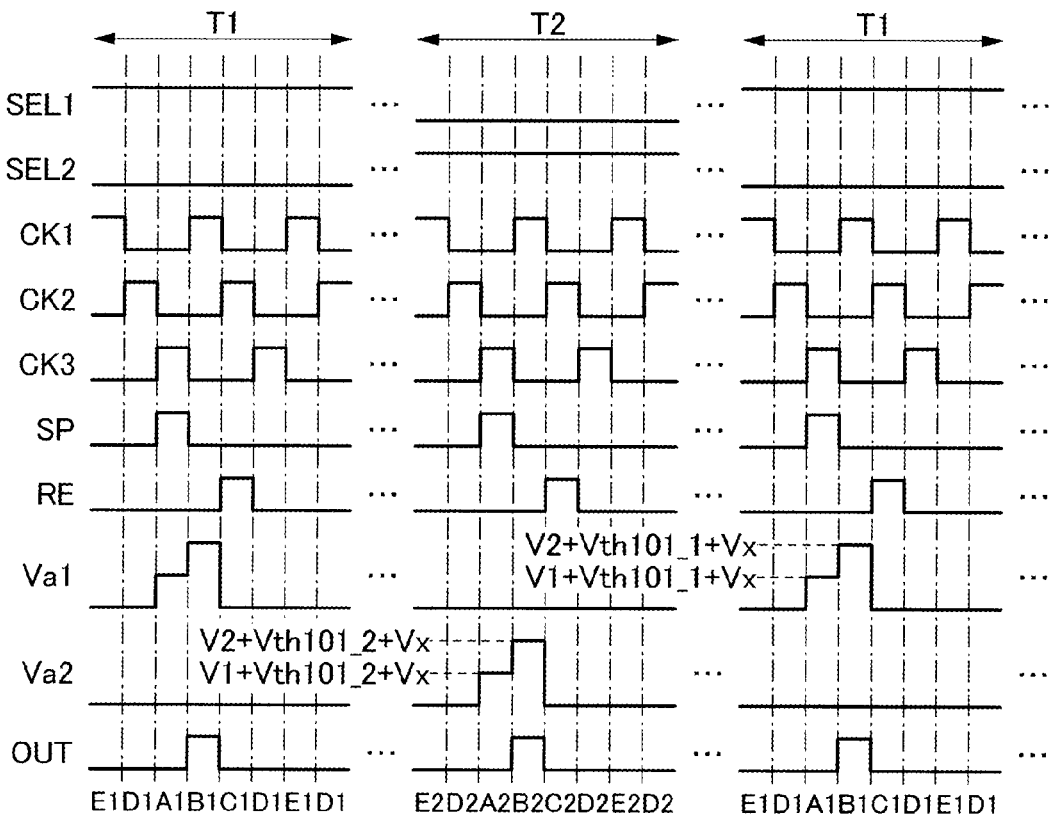 T1 T2 T1
SEL1 ... ... ...
SEL2 ... ... ...
CK1 ... ... ...
CK2 ... ... ...
CK3 ... ... ...
SP ... ... ...
RE ... ... ...
V2+Vth101_1+Vx
Va1 ... V1+Vth101_1+Vx ...
V2+Vth101_2+Vx
Va2 V1+Vth101_2+Vx ... ...
OUT ... ... ...
E1D1A1B1C1D1E1D1 E2D2A2B2C2D2E2D2 E1D1A1B1C1D1E1D1